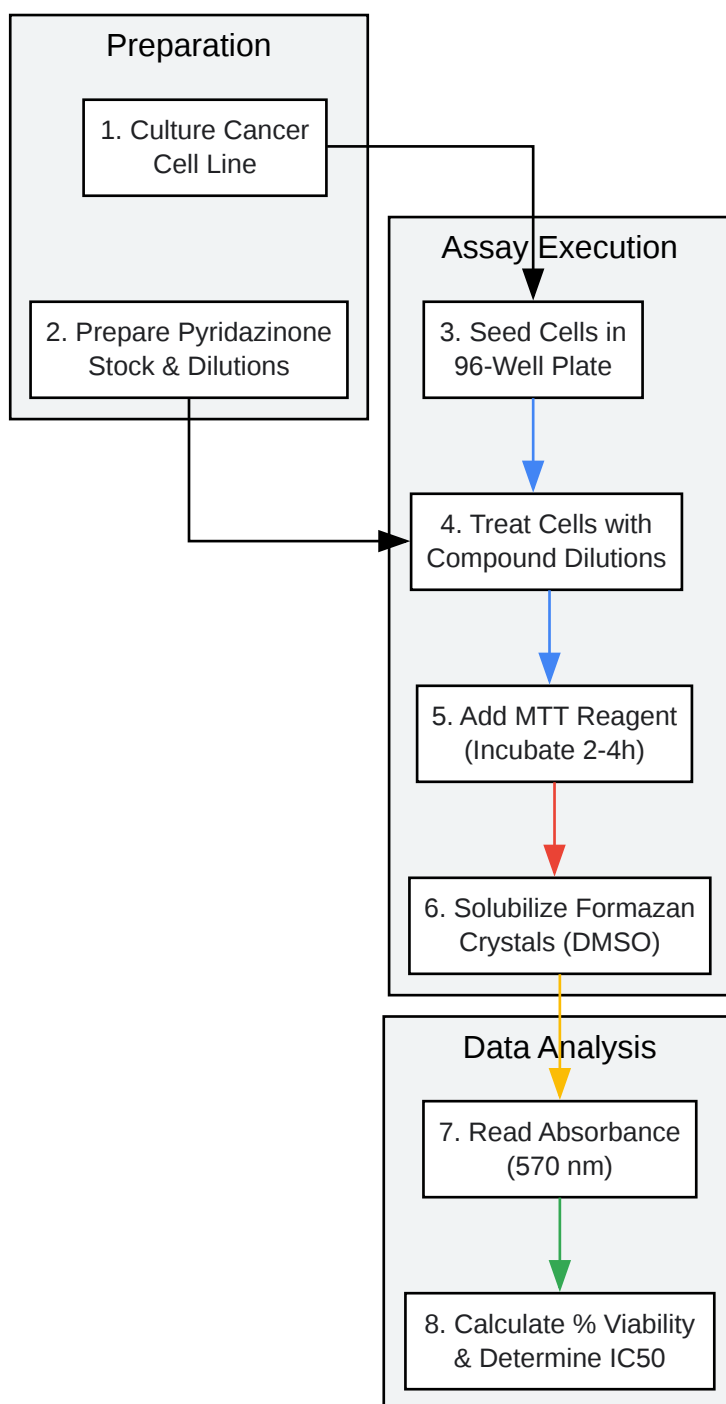 Preparation
1. Culture Cancer
Cell Line
2. Prepare Pyridazinone
Stock & Dilutions
Assay Execution
3. Seed Cells in
96-Well Plate
4. Treat Cells with
Compound Dilutions
5. Add MTT Reagent
(Incubate 2-4h)
6. Solubilize Formazan
Crystals (DMSO)
Data Analysis
7. Read Absorbance
(570 nm)
8. Calculate % Viability
& Determine IC50